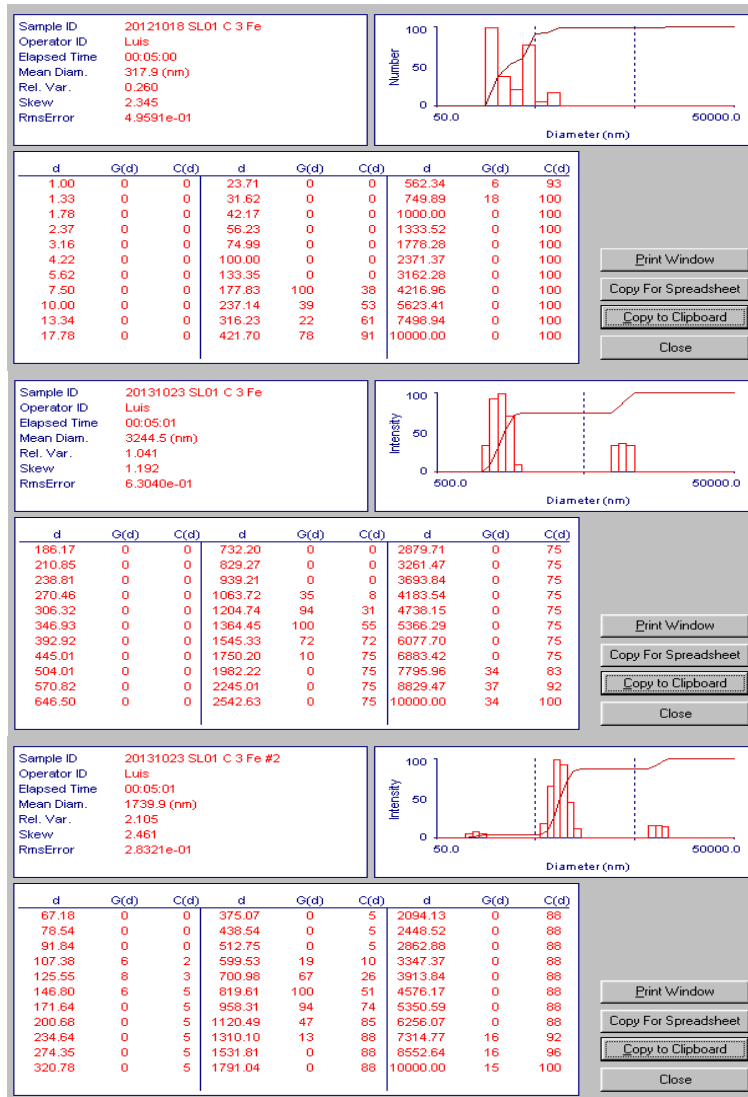 Sample ID 20121018 SL01 C 3 Fe
Operator ID Luis
Elapsed Time 00:05:00
Mean Diam. 317.9 (nm)
Rel. Var. 0.260
Skew 2.345
RmsError 4.9591e-01
100
50
0
Number
50.0 50000.0
Diameter (nm)
d G(d) C(d) d G(d) C(d) d G(d) C(d)
1.00 0 0 23.71 0 0 562.34 6 93
1.33 0 0 31.62 0 0 749.89 18 100
1.78 0 0 42.17 0 0 1000.00 0 100
2.37 0 0 56.23 0 0 1333.52 0 100
3.16 0 0 74.99 0 0 1778.28 0 100
4.22 0 0 100.00 0 0 2371.37 0 100
5.62 0 0 133.35 0 0 3162.28 0 100
7.50 0 0 177.83 100 38 4216.96 0 100
10.00 0 0 237.14 39 53 5623.41 0 100
13.34 0 0 316.23 22 61 7498.94 0 100
17.78 0 0 421.70 78 91 10000.00 0 100
Print Window
Copy For Spreadsheet
Copy to Clipboard
Close
Sample ID 20131023 SL01 C 3 Fe
Operator ID Luis
Elapsed Time 00:05:01
Mean Diam. 3244.5 (nm)
Rel. Var. 1.041
Skew 1.192
RmsError 6.3040e-01
100
50
0
Intensity
500.0 50000.0
Diameter (nm)
d G(d) C(d) d G(d) C(d) d G(d) C(d)
186.17 0 0 732.20 0 0 2879.71 0 75
210.85 0 0 829.27 0 0 3261.47 0 75
238.81 0 0 939.21 0 0 3693.84 0 75
270.46 0 0 1063.72 35 8 4183.54 0 75
306.32 0 0 1204.74 94 31 4738.15 0 75
346.93 0 0 1364.45 100 55 5366.29 0 75
392.92 0 0 1545.33 72 72 6077.70 0 75
445.01 0 0 1750.20 10 75 6883.42 0 75
504.01 0 0 1982.22 0 75 7795.96 34 83
570.82 0 0 2245.01 0 75 8829.47 37 92
646.50 0 0 2542.63 0 75 10000.00 34 100
Print Window
Copy For Spreadsheet
Copy to Clipboard
Close
Sample ID 20131023 SL01 C 3 Fe #2
Operator ID Luis
Elapsed Time 00:05:01
Mean Diam. 1739.9 (nm)
Rel. Var. 2.105
Skew 2.461
RmsError 2.8321e-01
100
50
0
Intensity
50.0 50000.0
Diameter (nm)
d G(d) C(d) d G(d) C(d) d G(d) C(d)
67.18 0 0 375.07 0 5 2094.13 0 88
78.54 0 0 438.54 0 5 2448.52 0 88
91.84 0 0 512.75 0 5 2862.88 0 88
107.38 6 2 599.53 19 10 3347.37 0 88
125.55 8 3 700.98 67 26 3913.84 0 88
146.80 6 5 819.61 100 51 4576.17 0 88
171.64 0 5 958.31 94 74 5350.59 0 88
200.68 0 5 1120.49 47 85 6256.07 0 88
234.64 0 5 1310.10 13 88 7314.77 16 92
274.35 0 5 1531.81 0 88 8552.64 16 96
320.78 0 5 1791.04 0 88 10000.00 15 100
Print Window
Copy For Spreadsheet
Copy to Clipboard
Close